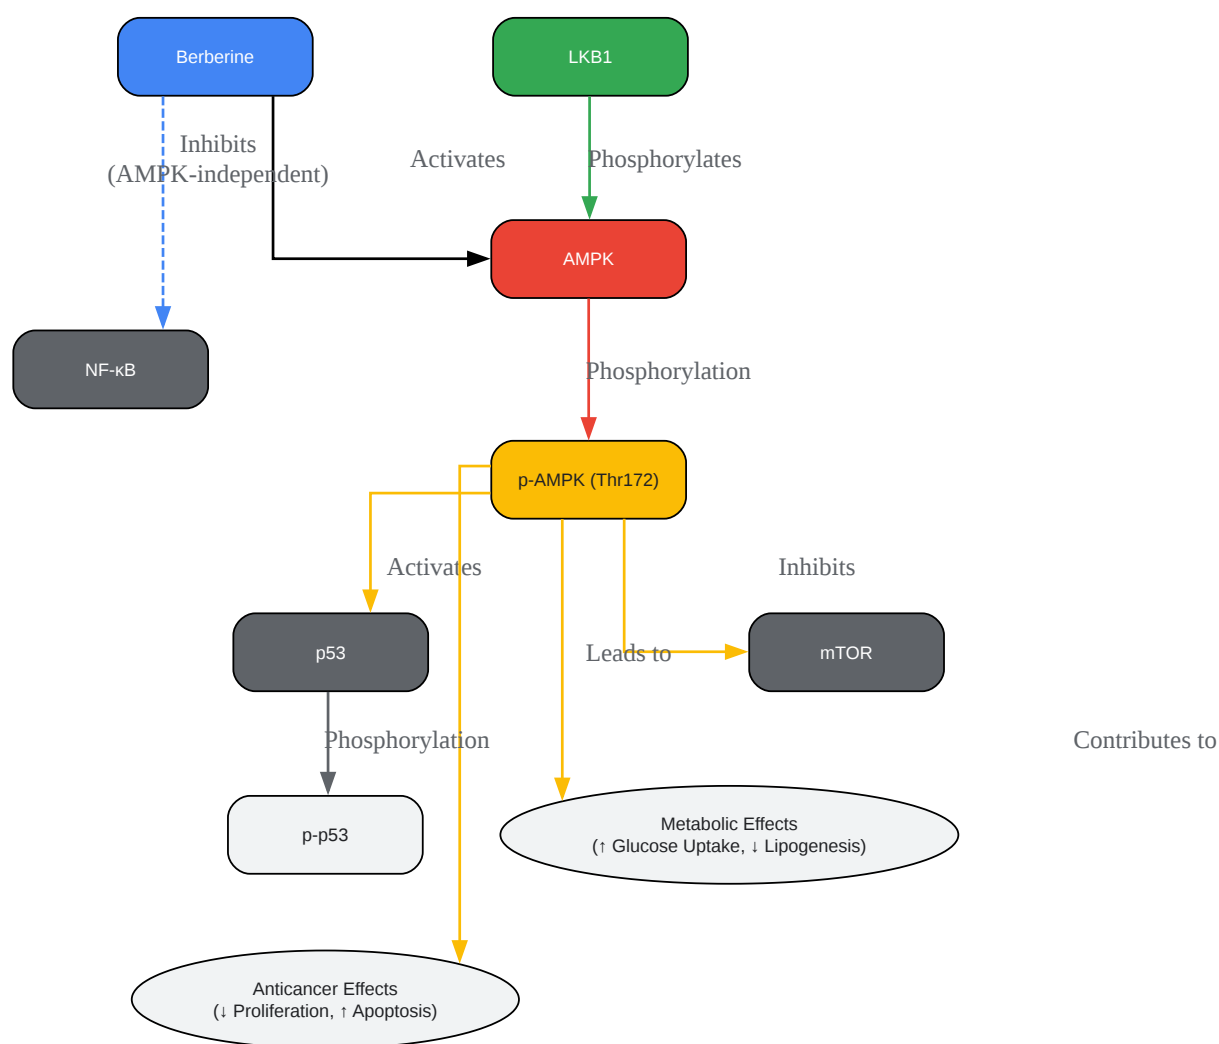 Berberine
LKB1
Inhibits
(AMPK-independent)
Activates
Phosphorylates
AMPK
NF-κB
Phosphorylation
p-AMPK (Thr172)
Activates
Inhibits
p53
Leads to
mTOR
Phosphorylation
Contributes to
p-p53
Metabolic Effects
(↑ Glucose Uptake, ↓ Lipogenesis)
Anticancer Effects
(↓ Proliferation, ↑ Apoptosis)